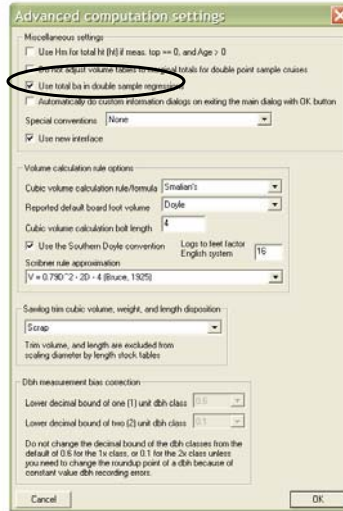 Advanced computation settings
Miscellaneous settings
Use Hm for total ht (ht) if meas. top == 0, and Age > 0
Do not adjust volume tables to marginal totals for double point sample cruises
Use total ba in double sample regressions
Automatically do custom information dialogs on exiting the main dialog with OK button
Special conventions None
Use new interface
Volume calculation rule options
Cubic volume calculation rule/formula Smalian's
Reported default board foot volume Doyle
Cubic volume calculation bolt length 4
Use the Southern Doyle convention
Logs to feet factor
English system 16
Scribner rule approximation
V = 0.79D^2 - 2D - 4 (Bruce, 1925)
Sawlog trim cubic volume, weight, and length disposition
Scrap
Trim volume, and length are excluded from
scaling diameter by length stock tables
Dbh measurement bias correction
Lower decimal bound of one (1) unit dbh class 0.6
Lower decimal bound of two (2) unit dbh class 0.1
Do not change the decimal bound of the dbh classes from the
default of 0.6 for the 1x class, or 0.1 for the 2x class unless
you need to change the roundup point of a dbh because of
constant value dbh recording errors.
Cancel
OK